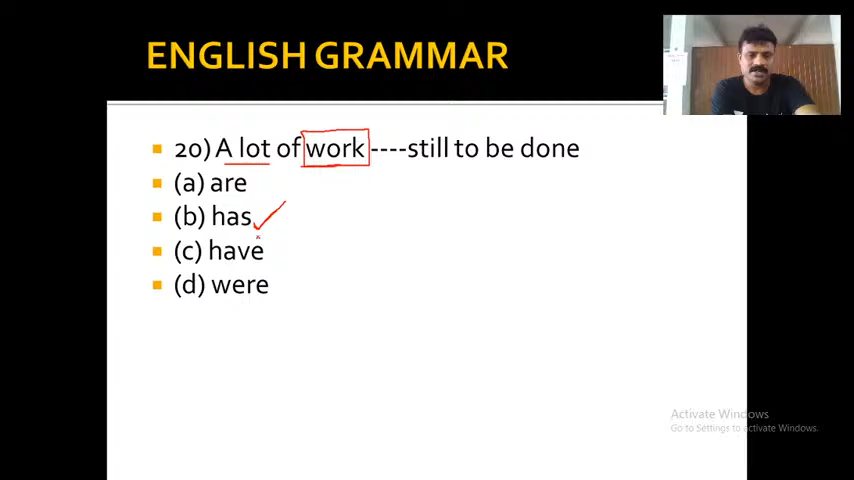 ENGLISH GRAMMAR
20) A lot of work ----still to be done
(a) are
(b) has
(c) have
(d) were
Activate Windows
Go to Settings to activate Windows.